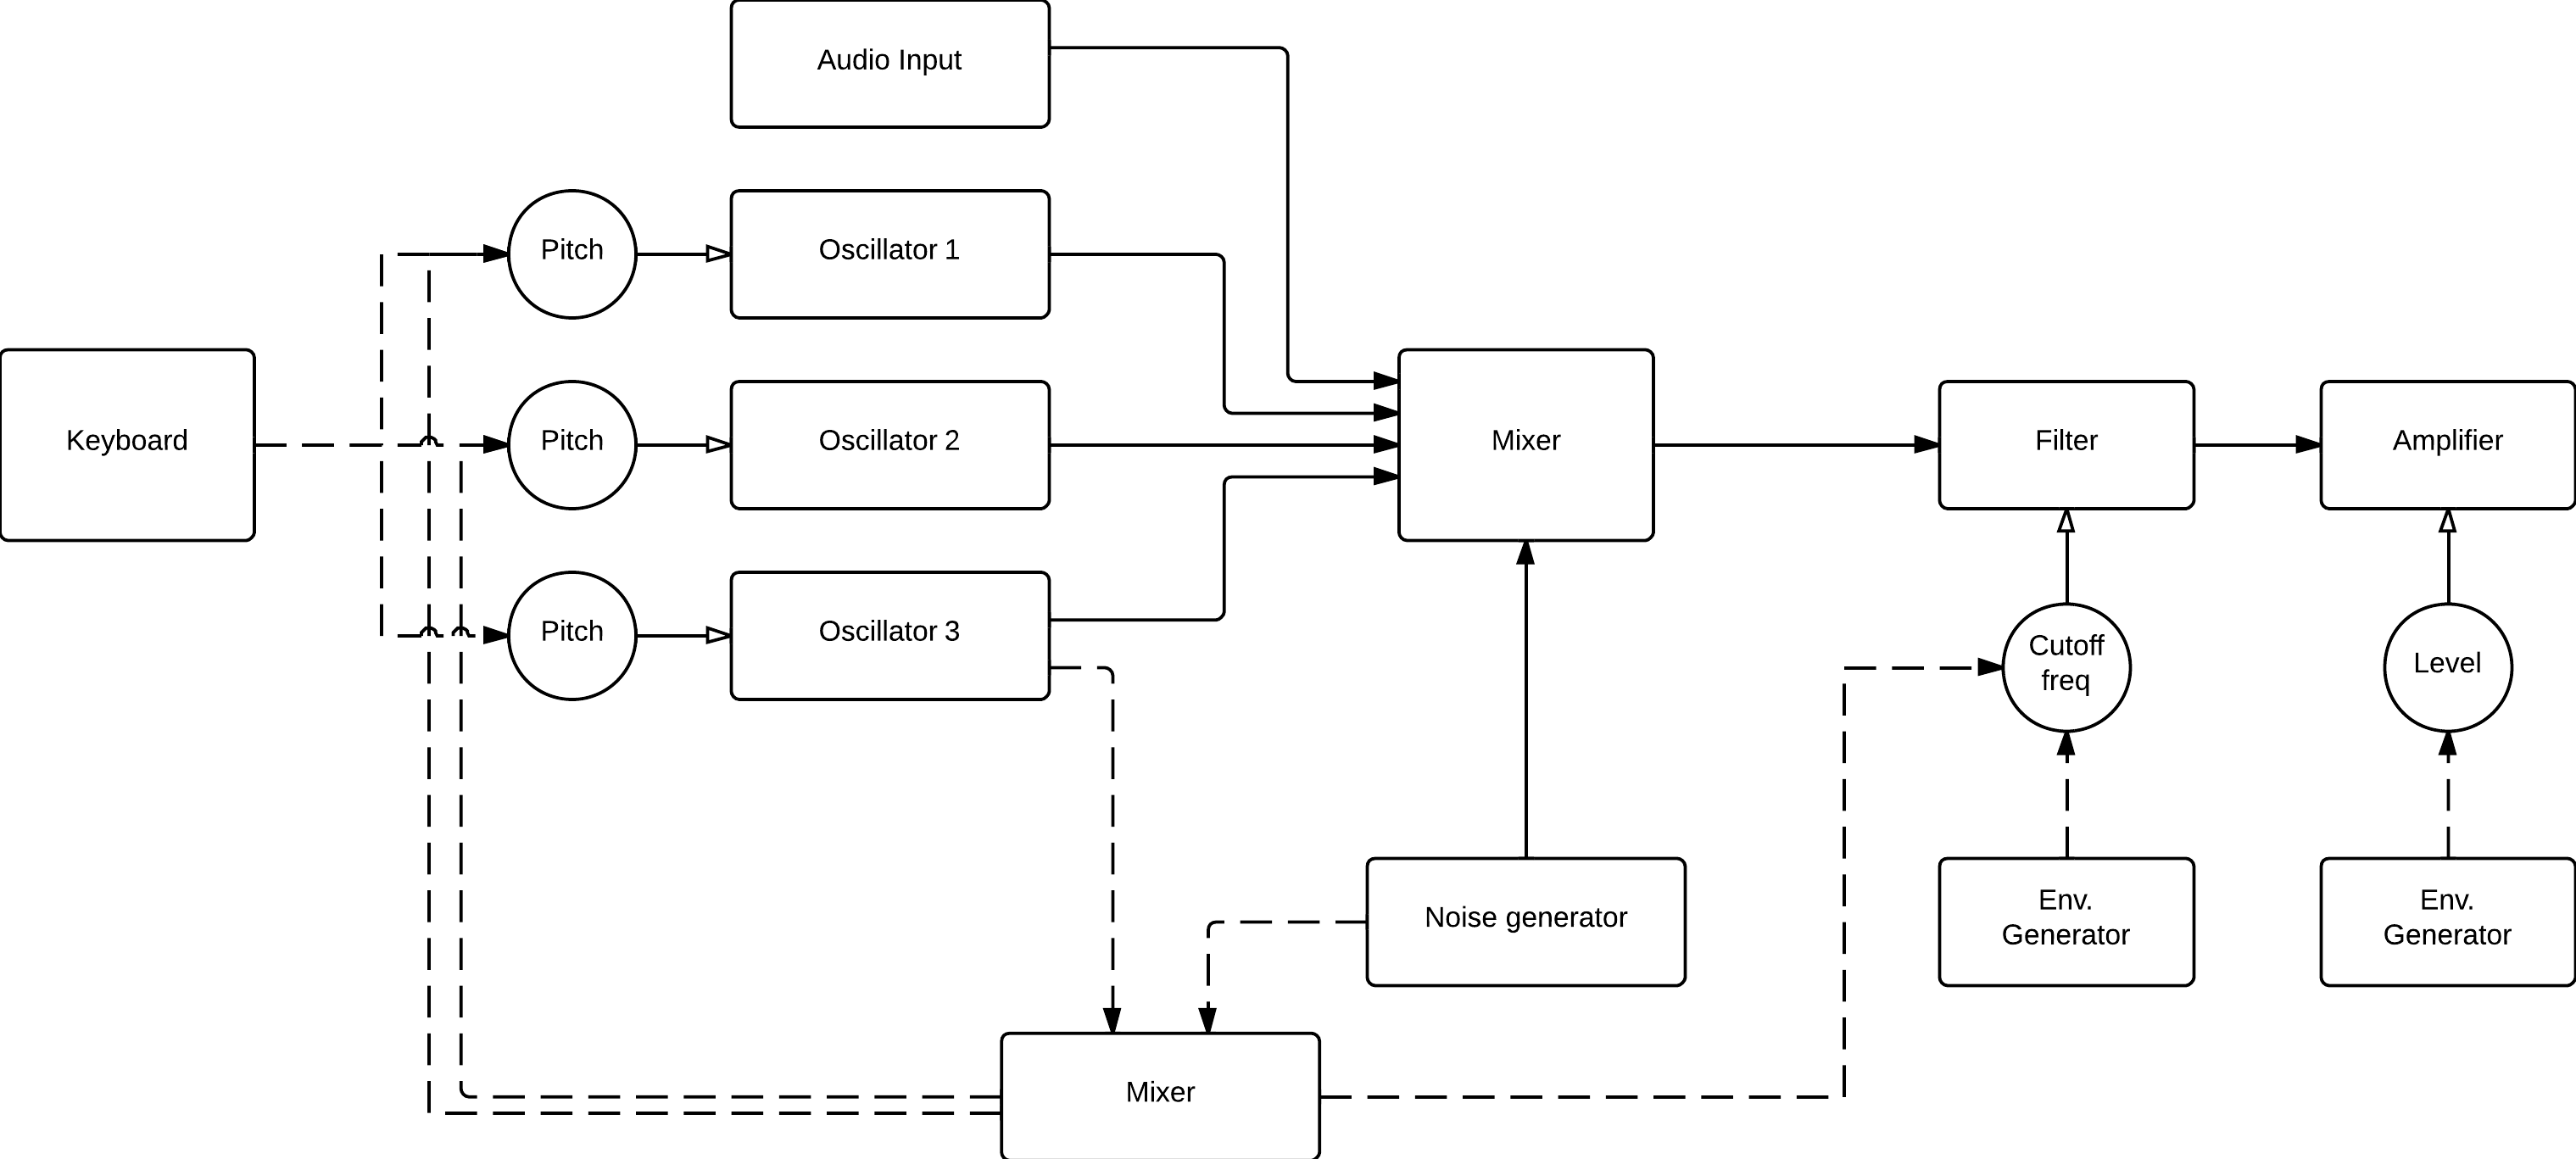 Audio Input
Pitch
Oscillator 1
Keyboard
Pitch
Oscillator 2
Mixer
Filter
Amplifier
Pitch
Oscillator 3
Cutoff
freq
Level
Noise generator
Env.
Generator
Env.
Generator
Mixer